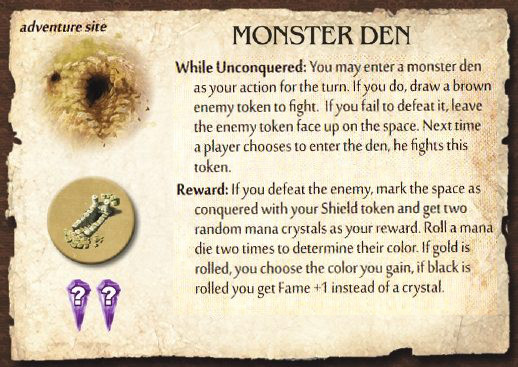 adventure site
MONSTER DEN
While Unconquered: You may enter a monster den
as your action for the turn. If you do, draw a brown
enemy token to fight. If you fail to defeat it, leave
the enemy token face up on the space. Next time
a player chooses to enter the den, he fights this
token.
Reward: If you defeat the enemy, mark the space as
conquered with your Shield token and get two
random mana crystals as your reward. Roll a mana
die two times to determine their color. If gold is
rolled, you choose the color you gain, if black is
rolled you get Fame +1 instead of a crystal.
? ?